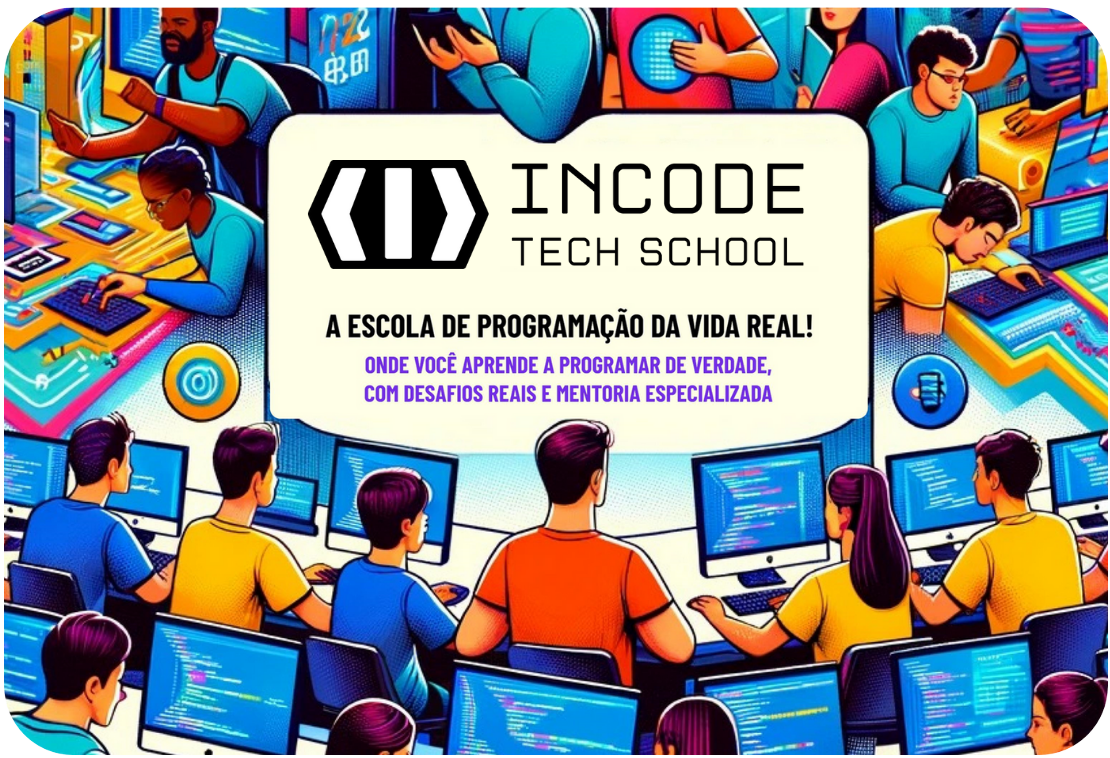 INCODE
TECH SCHOOL
A ESCOLA DE PROGRAMAÇÃO DA VIDA REAL!
ONDE VOCÊ APRENDE A PROGRAMAR DE VERDADE,
COM DESAFIOS REAIS E MENTORIA ESPECIALIZADA